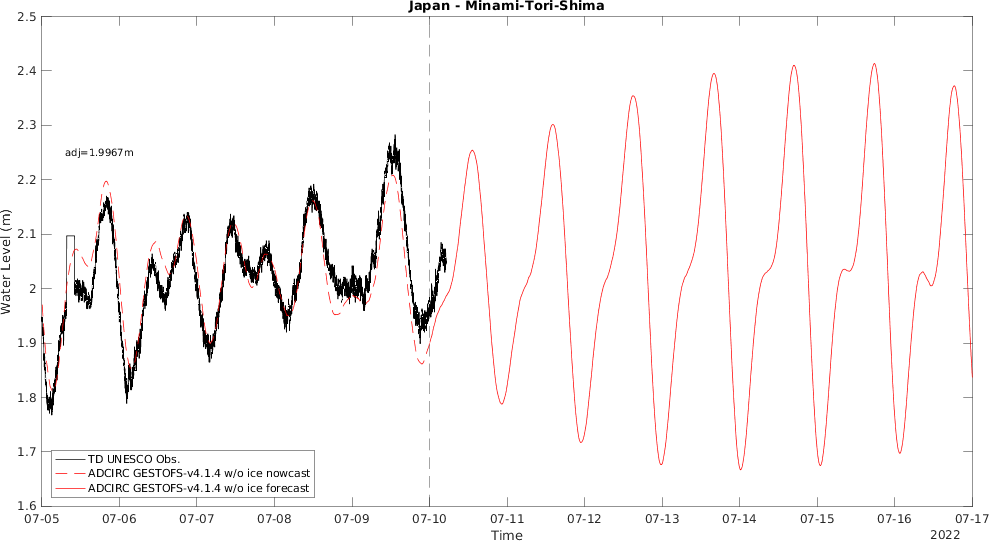 Japan - Minami-Tori-Shima
2.5
2.4
2.3
2.2
2.1
2
1.9
1.8
1.7
1.6
Water Level (m)
adj=1.9967m
TD UNESCO Obs.
ADCIRC GESTOFS-v4.1.4 w/o ice nowcast
ADCIRC GESTOFS-v4.1.4 w/o ice forecast
07-05 07-06 07-07 07-08 07-09 07-10 07-11 07-12 07-13 07-14 07-15 07-16 07-17
Time
2022